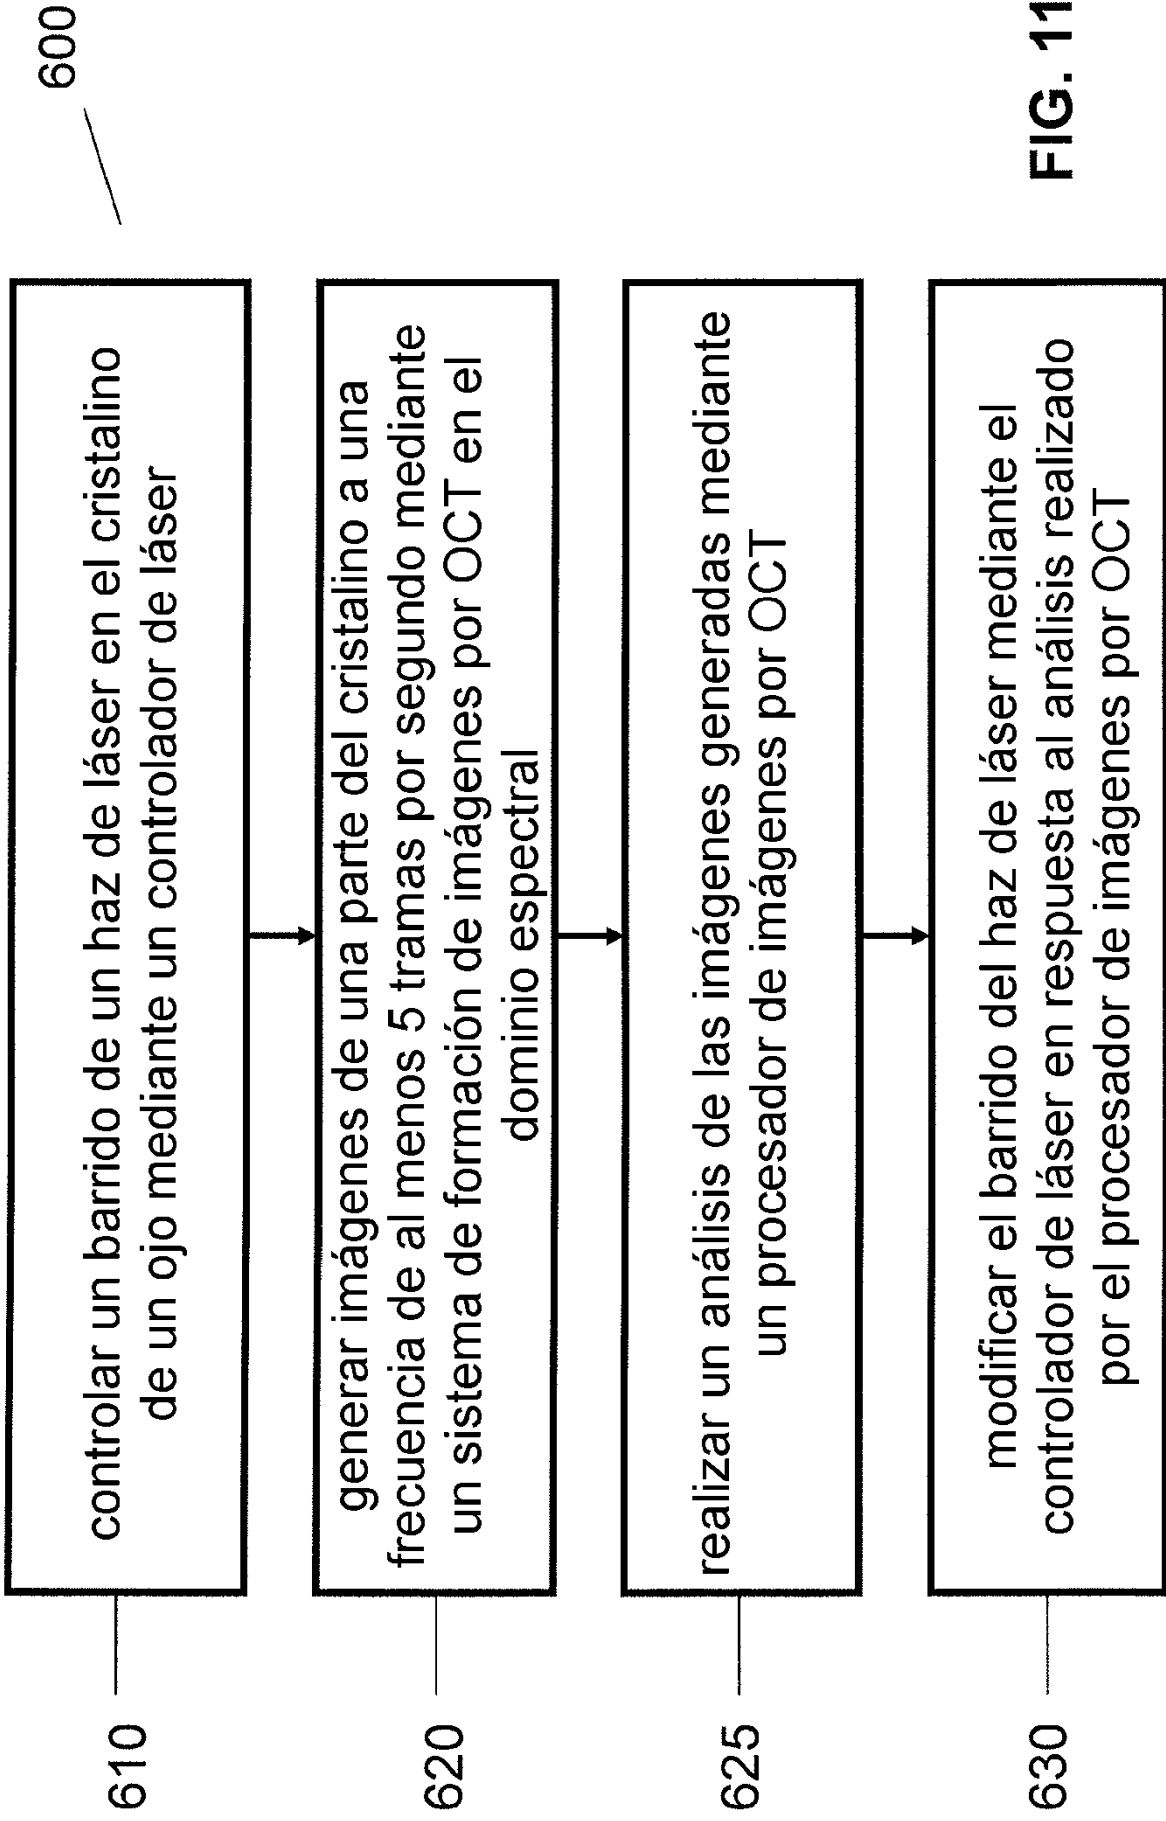 600
610
controlar un barrido de un haz de láser en el cristalino
de un ojo mediante un controlador de láser
620
generar imágenes de una parte del cristalino a una
frecuencia de al menos 5 tramas por segundo mediante
un sistema de formación de imágenes por OCT en el
dominio espectral
625
realizar un análisis de las imágenes generadas mediante
un procesador de imágenes por OCT
630
modificar el barrido del haz de láser mediante el
controlador de láser en respuesta al análisis realizado
por el procesador de imágenes por OCT
FIG. 11